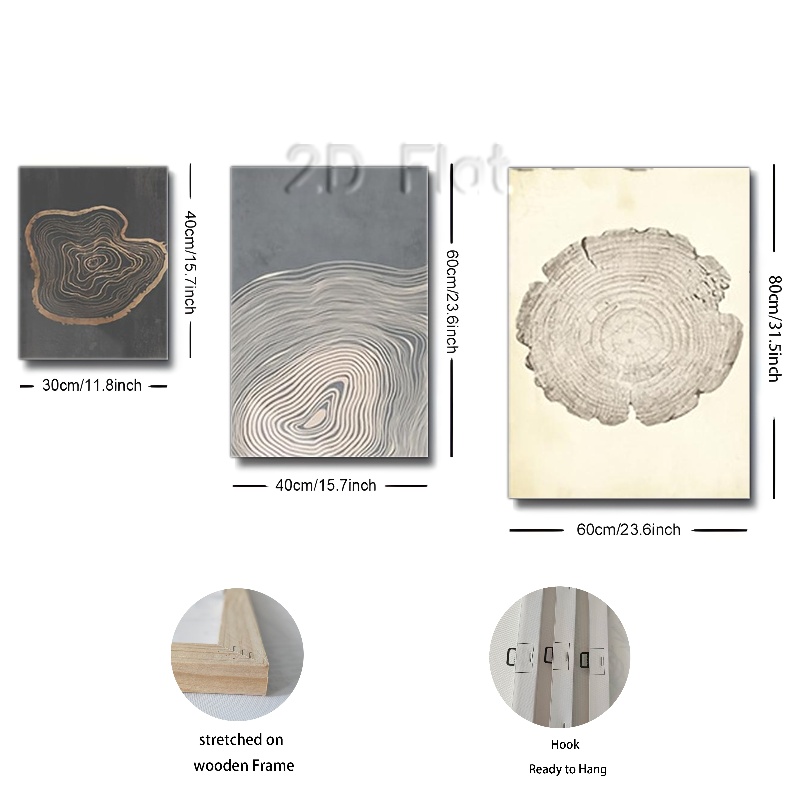 2D Flat
40cm/15.7inch
30cm/11.8inch
60cm/23.6inch
40cm/15.7inch
80cm/31.5inch
60cm/23.6inch
stretched on
wooden Frame
Hook
Ready to Hang